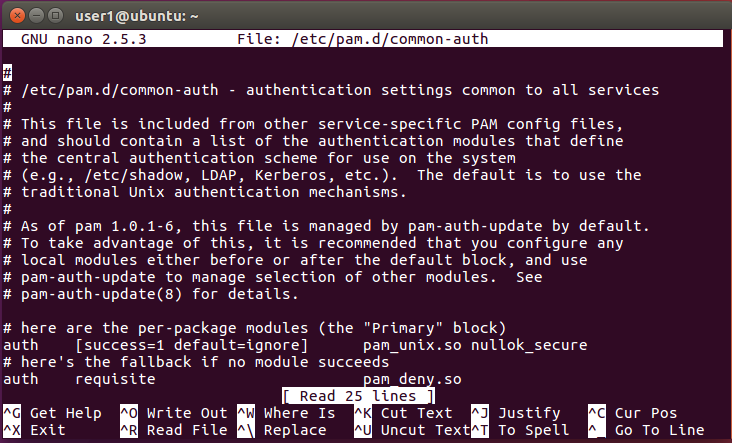 user1@ubuntu: ~
GNU nano 2.5.3 File: /etc/pam.d/common-auth
#
# /etc/pam.d/common-auth - authentication settings common to all services
#
# This file is included from other service-specific PAM config files,
# and should contain a list of the authentication modules that define
# the central authentication scheme for use on the system
# (e.g., /etc/shadow, LDAP, Kerberos, etc.).  The default is to use the
# traditional Unix authentication mechanisms.
#
# As of pam 1.0.1-6, this file is managed by pam-auth-update by default.
# To take advantage of this, it is recommended that you configure any
# local modules either before or after the default block, and use
# pam-auth-update to manage selection of other modules.  See
# pam-auth-update(8) for details.
# here are the per-package modules (the "Primary" block)
auth    [success=1 default=ignore]      pam_unix.so nullok_secure
# here's the fallback if no module succeeds
auth    requisite                       pam_deny.so
[ Read 25 lines ]
^G Get Help  ^O Write Out ^W Where Is  ^K Cut Text  ^J Justify   ^C Cur Pos
^X Exit      ^R Read File ^\ Replace   ^U Uncut Text^T To Spell  ^_ Go To Line